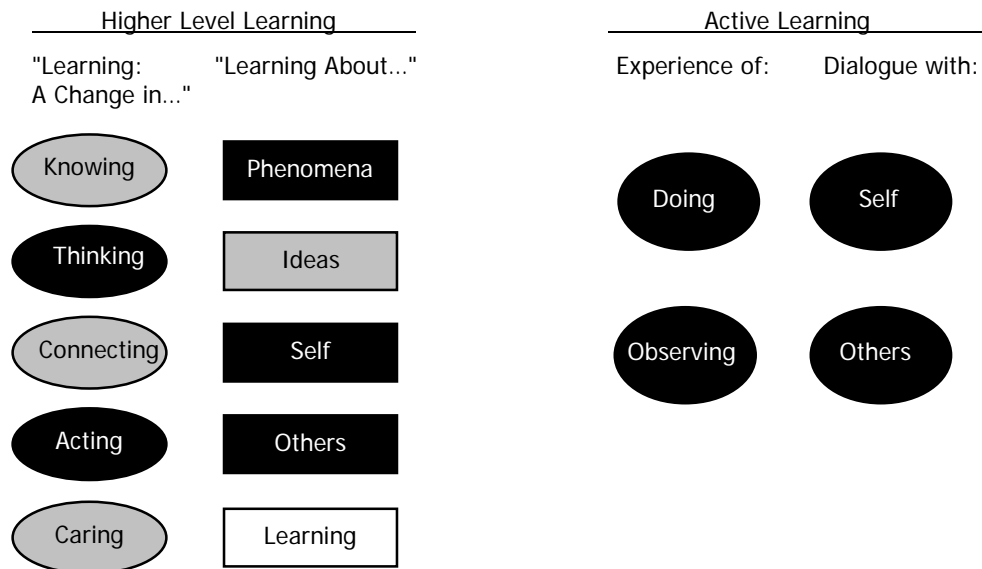 Higher Level Learning
Active Learning
"Learning:
A Change in..."
"Learning About..."
Experience of:
Dialogue with:
Knowing
Phenomena
Doing
Self
Thinking
Ideas
Connecting
Self
Observing
Others
Acting
Others
Caring
Learning